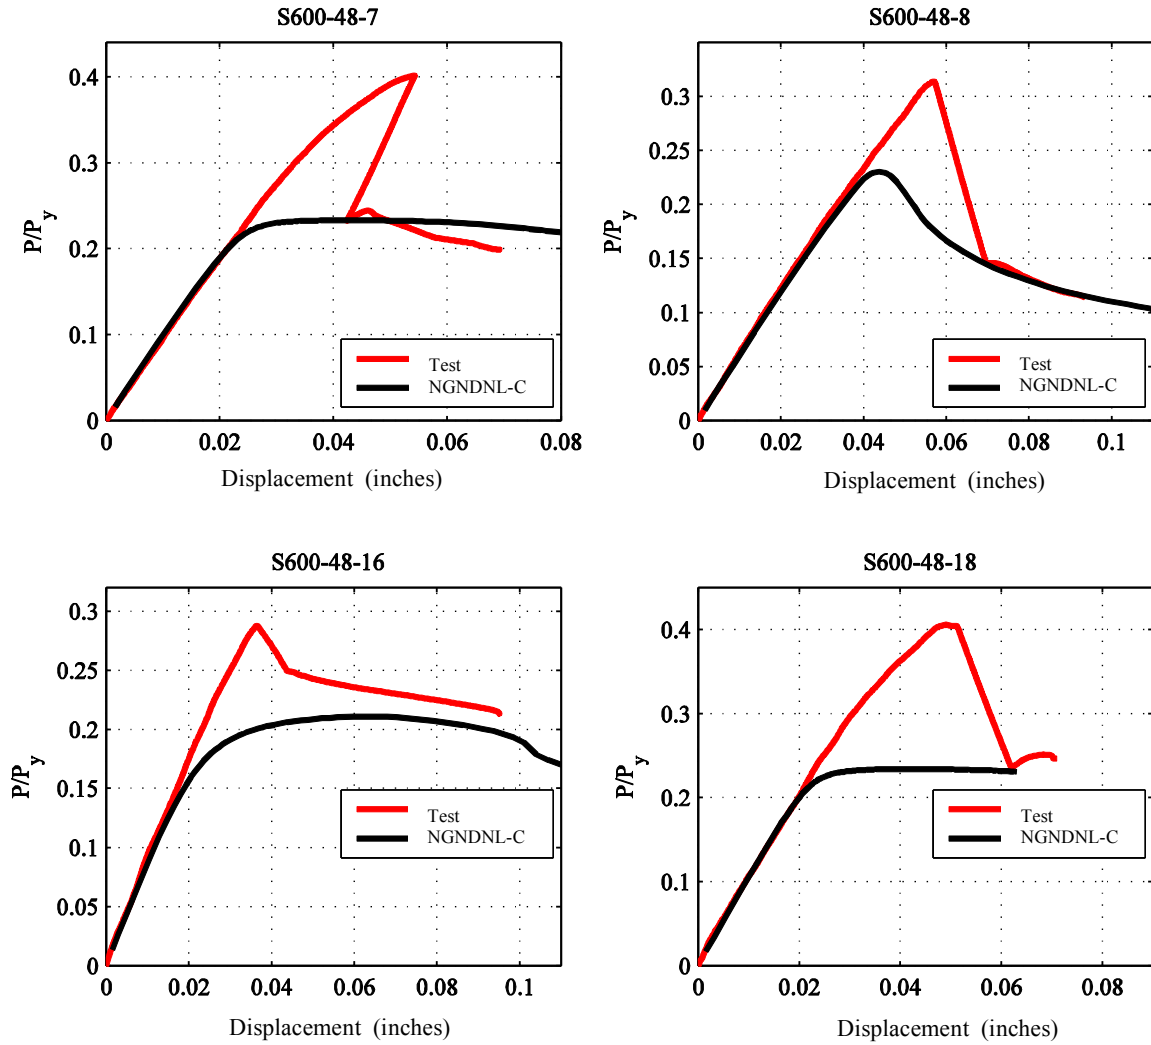 S600-48-7
0.4
0.3
0.2
0.1
0
P/Py
0 0.02 0.04 0.06 0.08
Displacement (inches)
Test
NGNDNL-C
S600-48-8
0.3
0.25
0.2
0.15
0.1
0.05
0
P/Py
0 0.02 0.04 0.06 0.08 0.1
Displacement (inches)
Test
NGNDNL-C
S600-48-16
0.3
0.25
0.2
0.15
0.1
0.05
0
P/Py
0 0.02 0.04 0.06 0.08 0.1
Displacement (inches)
Test
NGNDNL-C
S600-48-18
0.4
0.3
0.2
0.1
0
P/Py
0 0.02 0.04 0.06 0.08
Displacement (inches)
Test
NGNDNL-C